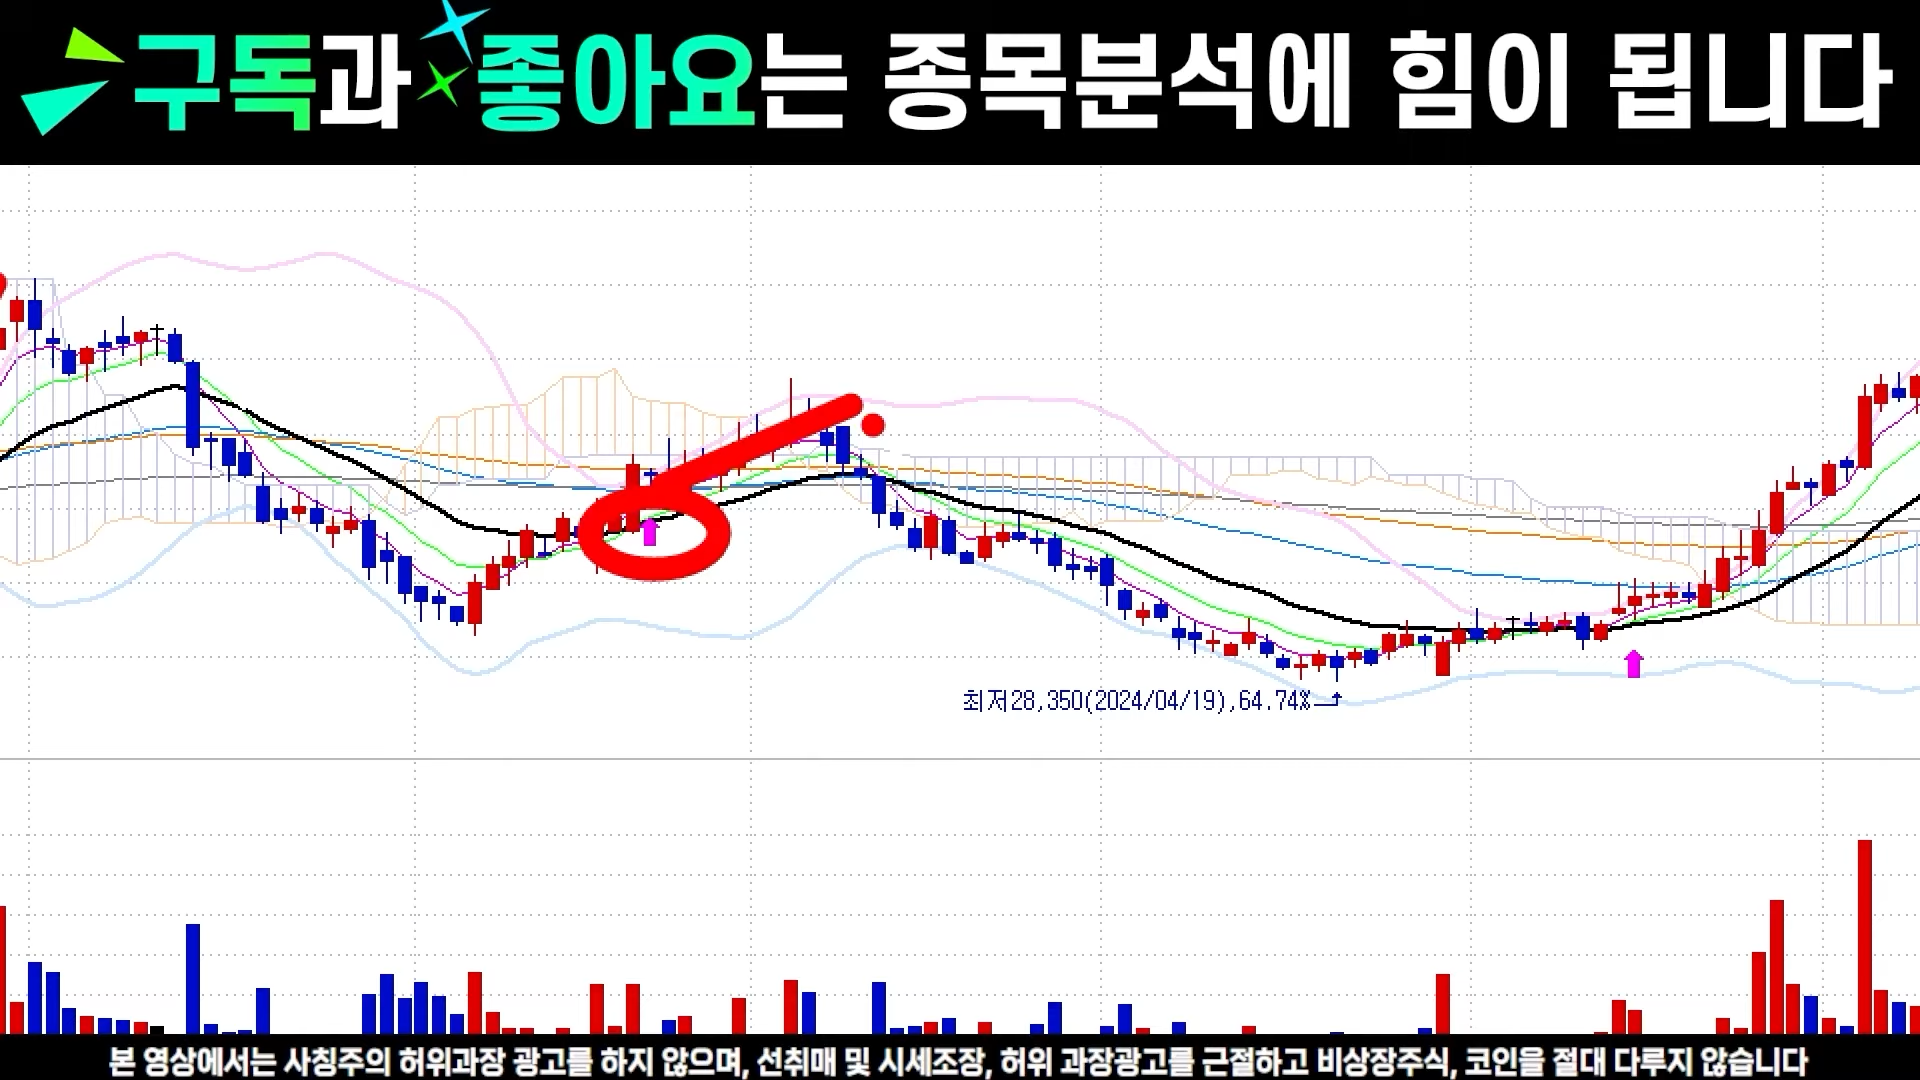 구독과 좋아요는 종목분석에 힘이 됩니다
최저28,350(2024/04/19),64.74%
본 영상에서는 사칭주의 허위과장 광고를 하지 않으며, 선취매 및 시세조장, 허위 과장광고를 근절하고 비상장주식, 코인을 절대 다루지 않습니다